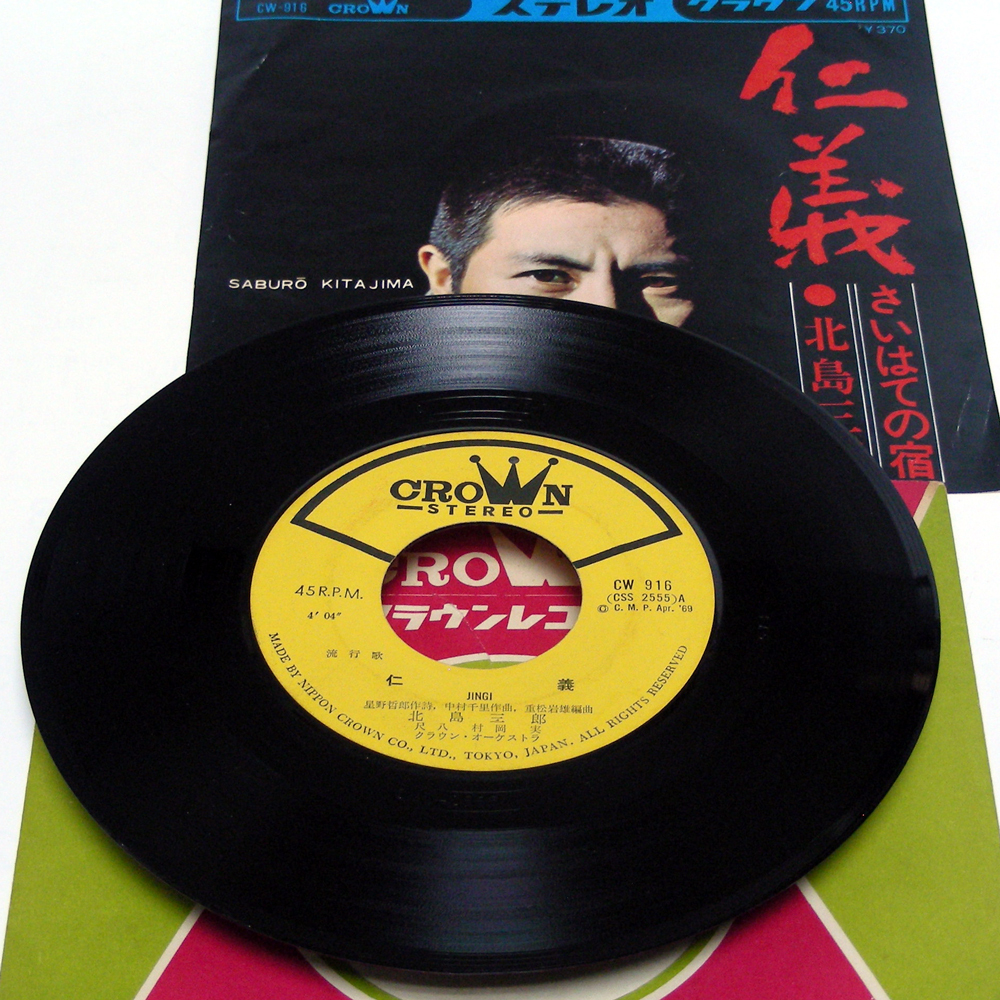 CW-916 CROWN ステレオ クラウン 45RPM
¥370
仁義
さいはての宿
●北島三
SABURŌ KITAJIMA
CROWN
STEREO
45 R.P.M.
4' 04"
CW 916
(CSS 2555)A
© C. M. P. Apr. '69
CROW
クラウンレコ
流行歌
仁義
JINGI
星野哲郎作詩, 中村千里作曲, 重松岩雄編曲
北島三郎
尺八 村岡実
クラウン・オーケストラ
MADE BY NIPPON CROWN CO., LTD., TOKYO, JAPAN. ALL RIGHTS RESERVED